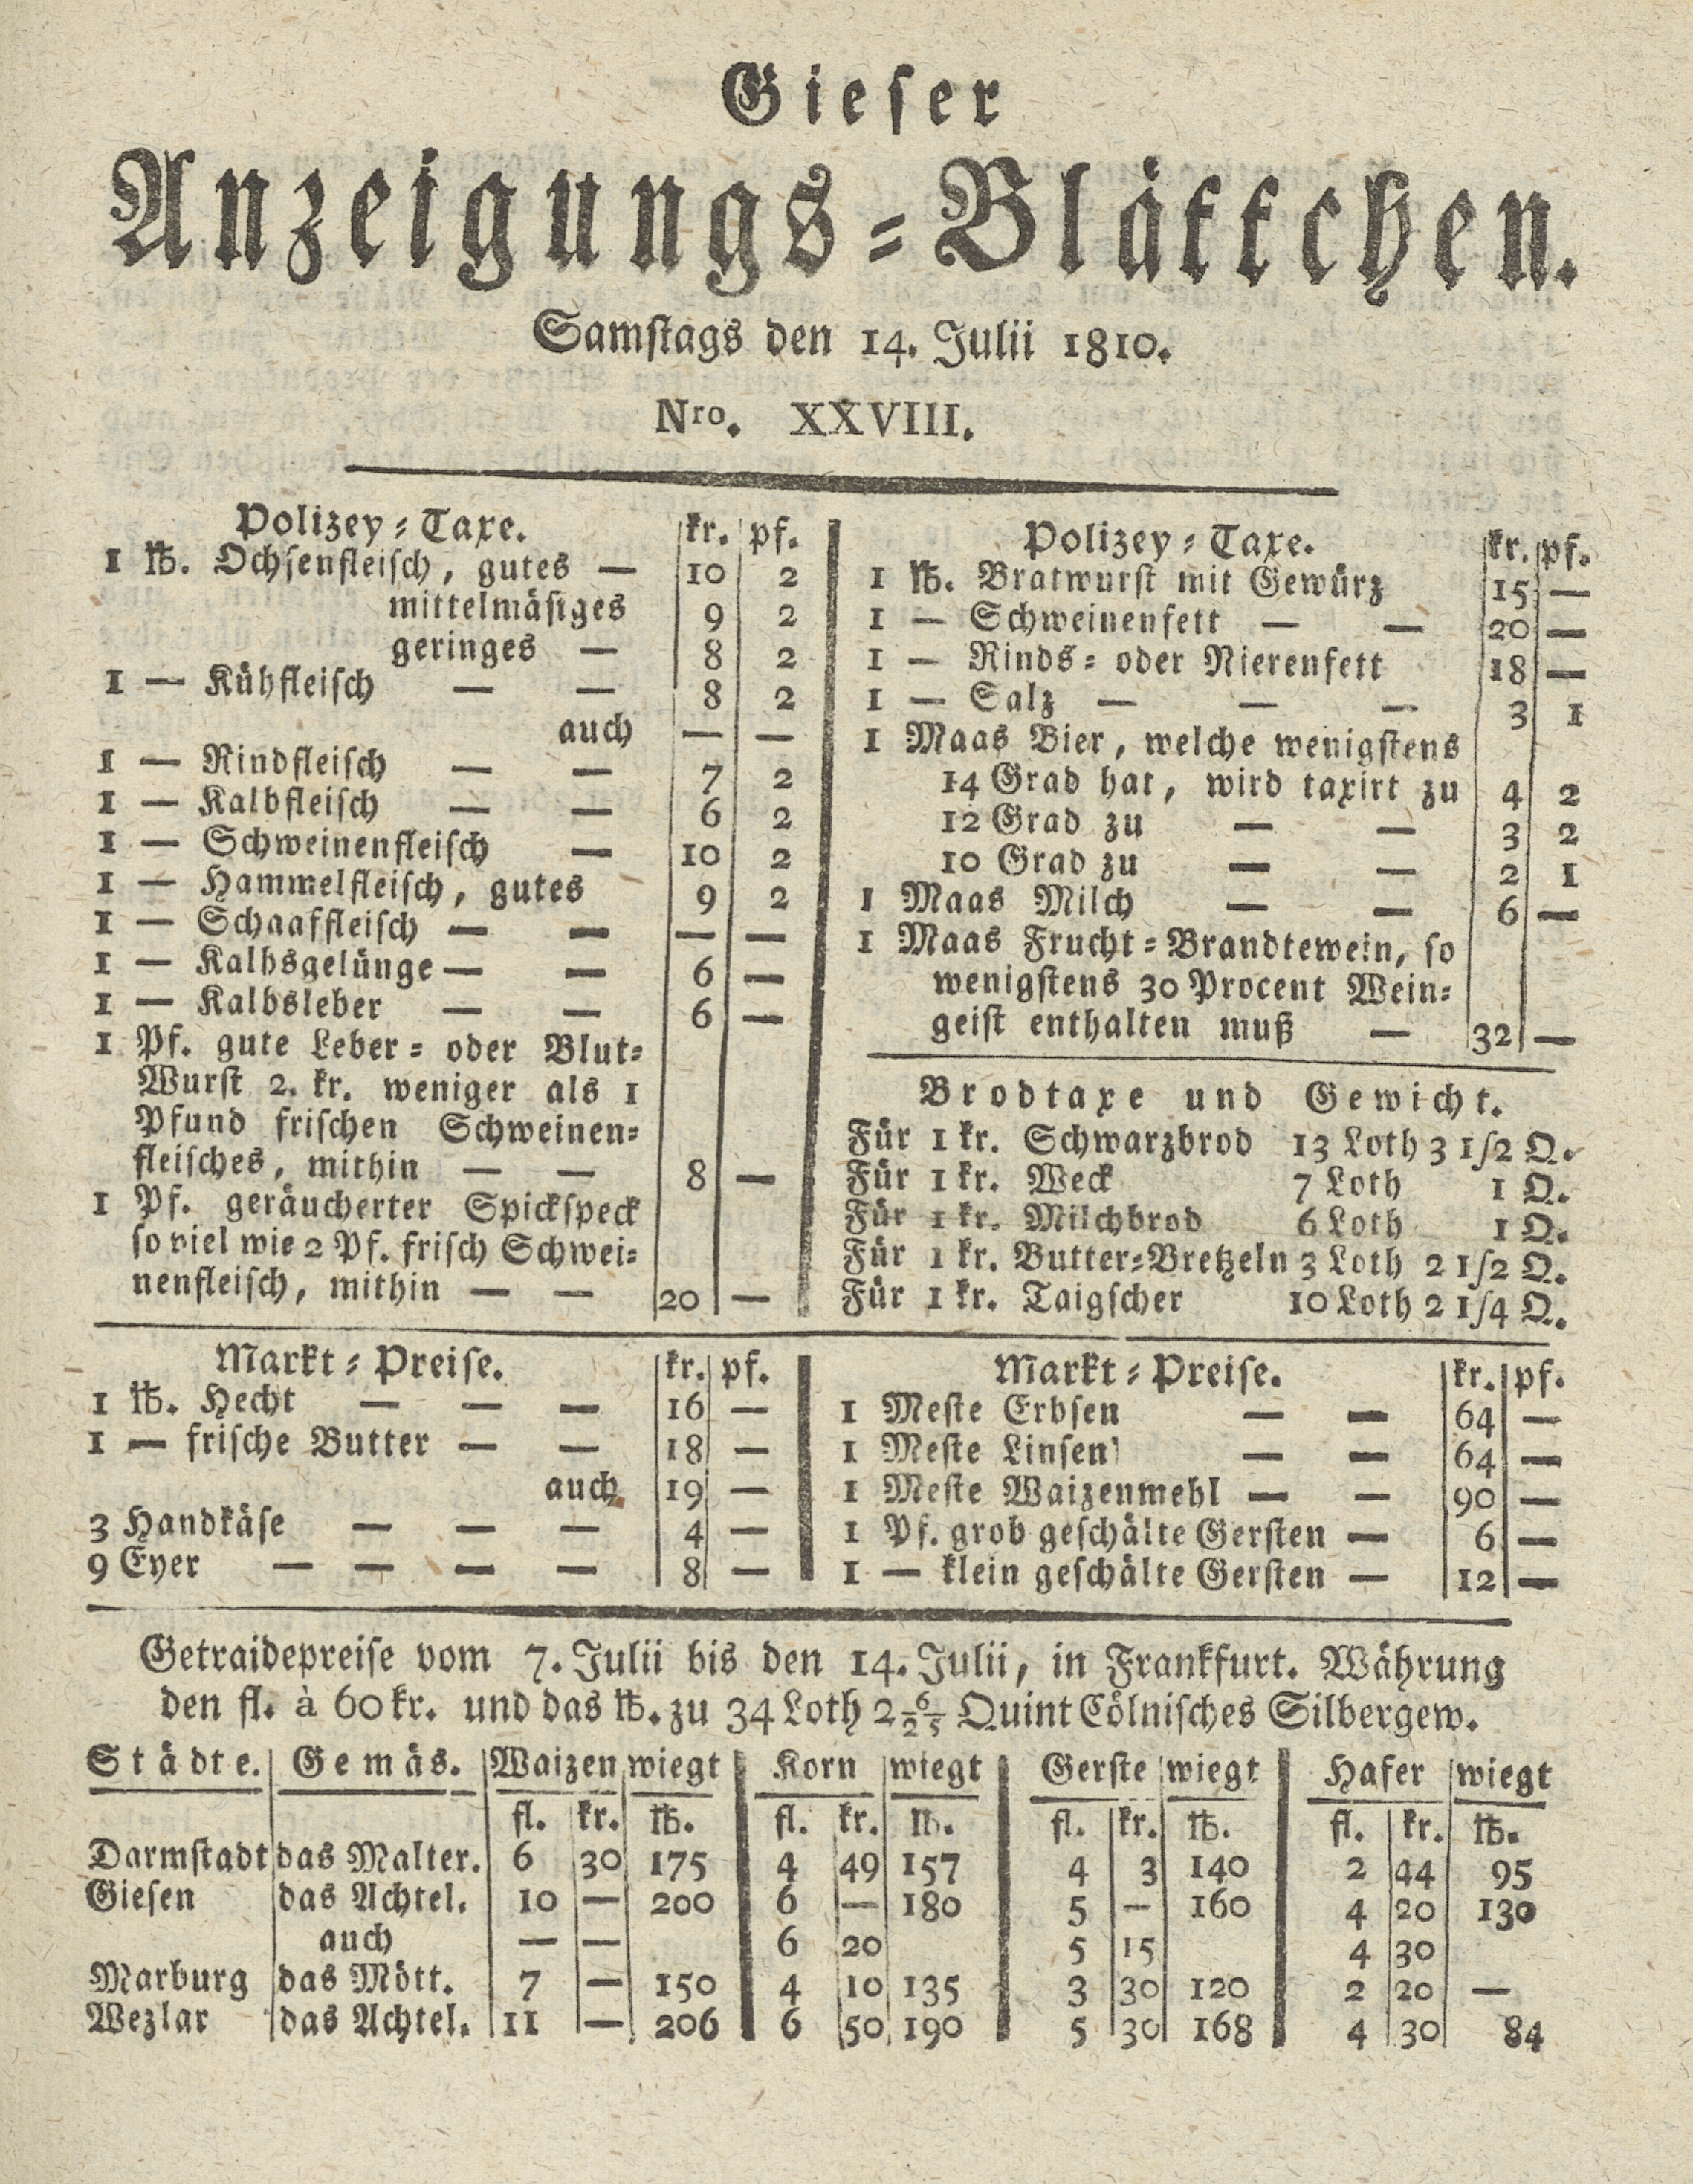 Gieser
Anzeigungs-Blättchen.
Samstags den 14. Julii 1810.
Nro. XXVIII.
Polizey-Taxe. kr. pf.
1 ℔. Ochsenfleisch, gutes — 10 2
mittelmäsiges 9 2
geringes — 8 2
1 — Kühfleisch — — 8 2
auch — —
1 — Rindfleisch — — 7 2
1 — Kalbfleisch — — 6 2
1 — Schweinenfleisch — 10 2
1 — Hammelfleisch, gutes 9 2
1 — Schaaffleisch — — — —
1 — Kalbsgelünge — — 6 —
1 — Kalbsleber — — 6 —
1 Pf. gute Leber- oder Blut-
Wurst 2. kr. weniger als 1
Pfund frischen Schweinen-
fleisches, mithin — — 8 —
1 Pf. geräucherter Spickspeck
so viel wie 2 Pf. frisch Schwei-
nenfleisch, mithin — — 20 —
Polizey-Taxe. kr. pf.
1 ℔. Bratwurst mit Gewürz 15 —
1 — Schweinenfett — — 20 —
1 — Rinds- oder Nierenfett 18 —
1 — Salz — — — 3 1
1 Maas Bier, welche wenigstens
14 Grad hat, wird taxirt zu 4 2
12 Grad zu — — 3 2
10 Grad zu — — 2 1
1 Maas Milch — — 6 —
1 Maas Frucht-Brandtewein, so
wenigstens 30 Procent Wein-
geist enthalten muß — 32 —
Brodtaxe und Gewicht.
Für 1 kr. Schwarzbrod 13 Loth 3 1/2 Q.
Für 1 kr. Weck 7 Loth 1 Q.
Für 1 kr. Milchbrod 6 Loth 1 Q.
Für 1 kr. Butter-Bretzeln 3 Loth 2 1/2 Q.
Für 1 kr. Taigscher 10 Loth 2 1/4 Q.
Markt-Preise. kr. pf.
1 ℔. Hecht — — — 16 —
1 — frische Butter — — 18 —
auch 19 —
3 Handkäse — — — 4 —
9 Eyer — — — — 8 —
Markt-Preise. kr. pf.
1 Meste Erbsen — — 64 —
1 Meste Linsen — — 64 —
1 Meste Waizenmehl — — 90 —
1 Pf. grob geschälte Gersten — 6 —
1 — klein geschälte Gersten — 12 —
Getraidepreise vom 7. Julii bis den 14. Julii, in Frankfurt. Währung
den fl. à 60 kr. und das ℔. zu 34 Loth 2 6/25 Quint Cölnisches Silbergew.
Städte. Gemäs. Waizen wiegt Korn wiegt Gerste wiegt Hafer wiegt
fl. kr. ℔. fl. kr. ℔. fl. kr. ℔. fl. kr. ℔.
Darmstadt das Malter. 6 30 175 4 49 157 4 3 140 2 44 95
Giesen das Achtel. 10 — 200 6 — 180 5 — 160 4 20 130
auch — — 6 20 5 15 4 30
Marburg das Mött. 7 — 150 4 10 135 3 30 120 2 20 —
Wezlar das Achtel. 11 — 206 6 50 190 5 30 168 4 30 84